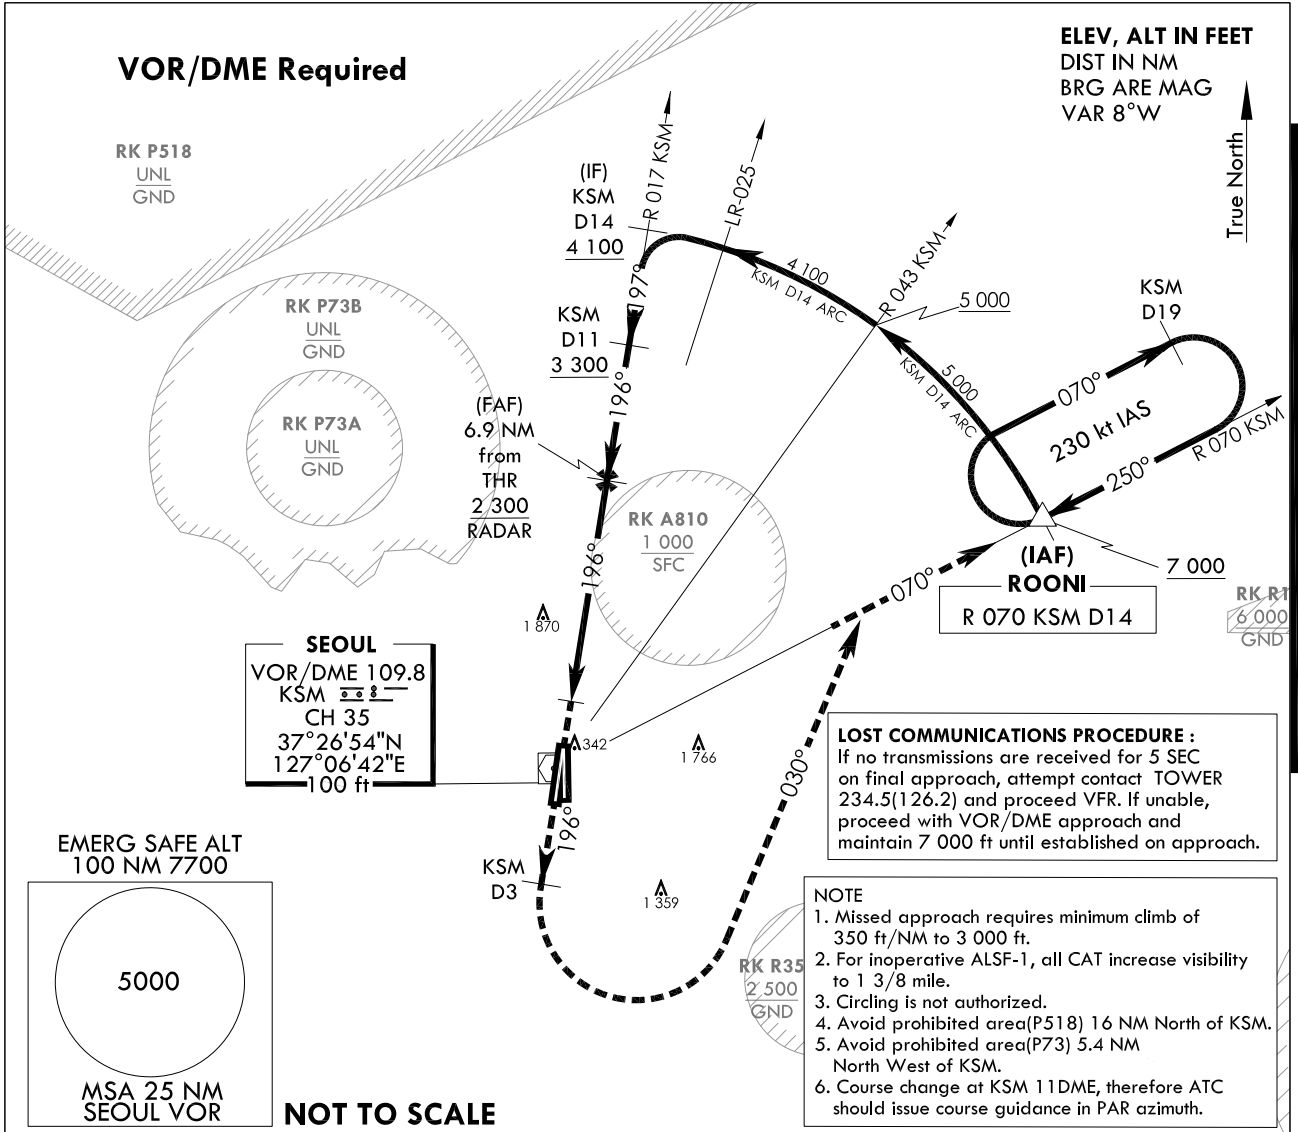 VOR/DME Required
ELEV, ALT IN FEET
DIST IN NM
BRG ARE MAG
VAR 8°W
True North
RK P518
UNL
GND
(IF)
KSM
D14
4 100
R 017 KSM
LR-025
R 043 KSM
4 100
KSM D14 ARC
5 000
5 000
KSM D14 ARC
KSM
D19
070°
230 kt IAS
R 070 KSM
250°
197°
RK P73B
UNL
GND
KSM
D11
3 300
196°
RK P73A
UNL
GND
(FAF)
6.9 NM
from
THR
2 300
RADAR
RK A810
1 000
SFC
196°
070°
(IAF)
ROONI
R 070 KSM D14
7 000
RK R1
6 000
GND
1 870
SEOUL
VOR/DME 109.8
KSM
CH 35
37°26'54"N
127°06'42"E
100 ft
342
1 766
030°
196°
LOST COMMUNICATIONS PROCEDURE :
If no transmissions are received for 5 SEC
on final approach, attempt contact TOWER
234.5(126.2) and proceed VFR. If unable,
proceed with VOR/DME approach and
maintain 7 000 ft until established on approach.
EMERG SAFE ALT
100 NM 7700
5000
MSA 25 NM
SEOUL VOR
KSM
D3
1 359
RK R35
2 500
GND
NOTE
1. Missed approach requires minimum climb of
350 ft/NM to 3 000 ft.
2. For inoperative ALSF-1, all CAT increase visibility
to 1 3/8 mile.
3. Circling is not authorized.
4. Avoid prohibited area(P518) 16 NM North of KSM.
5. Avoid prohibited area(P73) 5.4 NM
North West of KSM.
6. Course change at KSM 11DME, therefore ATC
should issue course guidance in PAR azimuth.
NOT TO SCALE